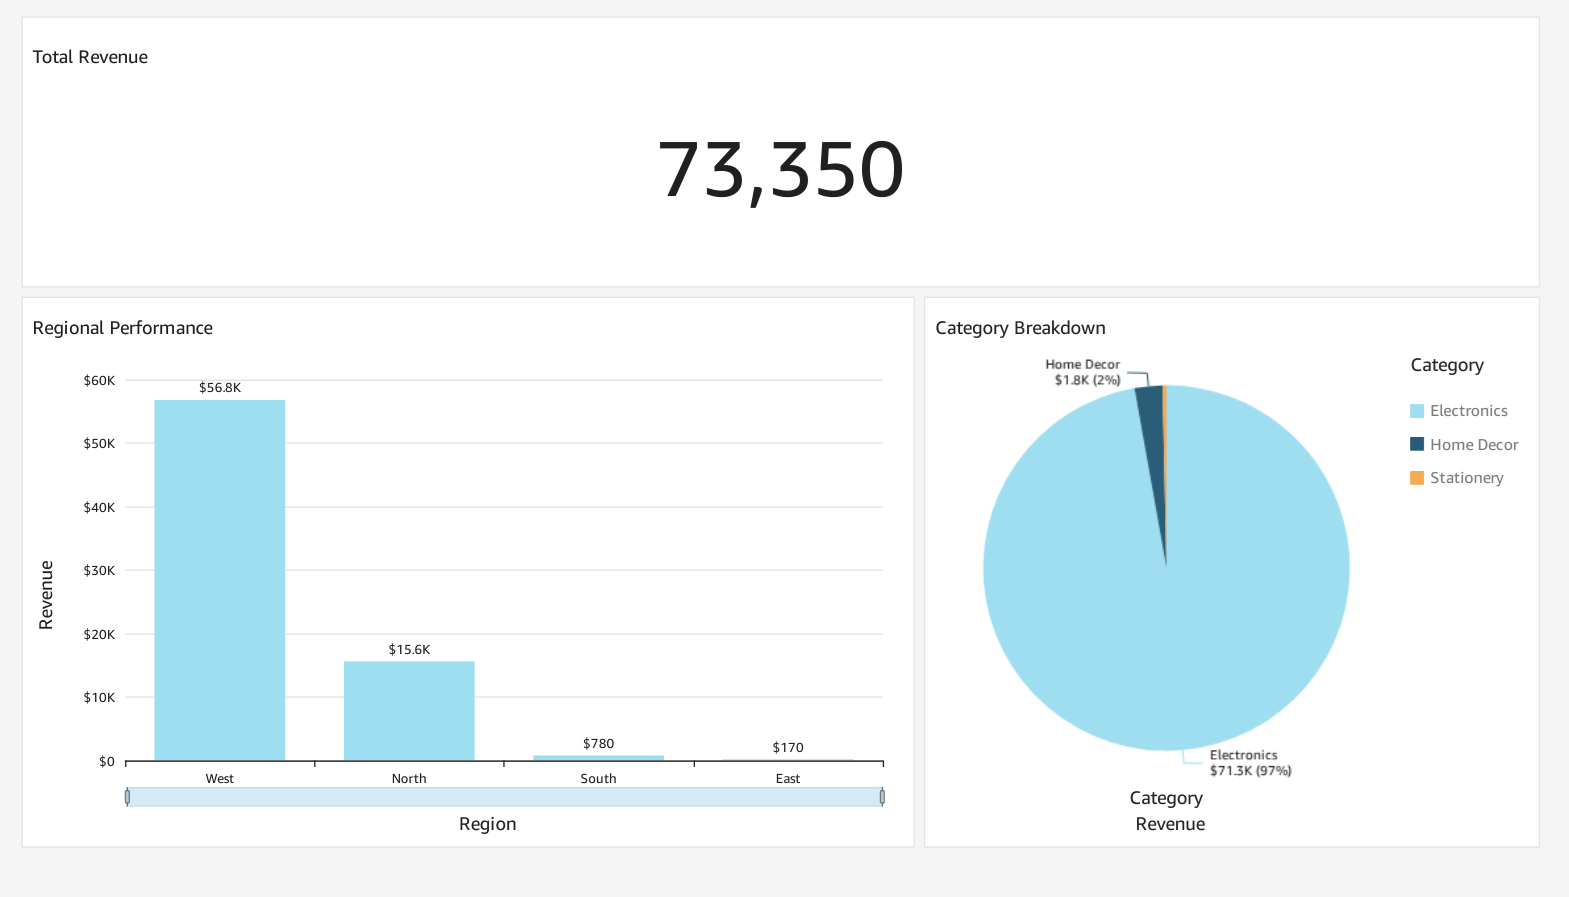 Total Revenue
73,350
Regional Performance
$60K
$50K
$40K
$30K
$20K
$10K
$0
Revenue
$56.8K
$15.6K
$780
$170
West
North
South
East
Region
Category Breakdown
Home Decor
$1.8K (2%)
Electronics
$71.3K (97%)
Category
Revenue
Category
Electronics
Home Decor
Stationery